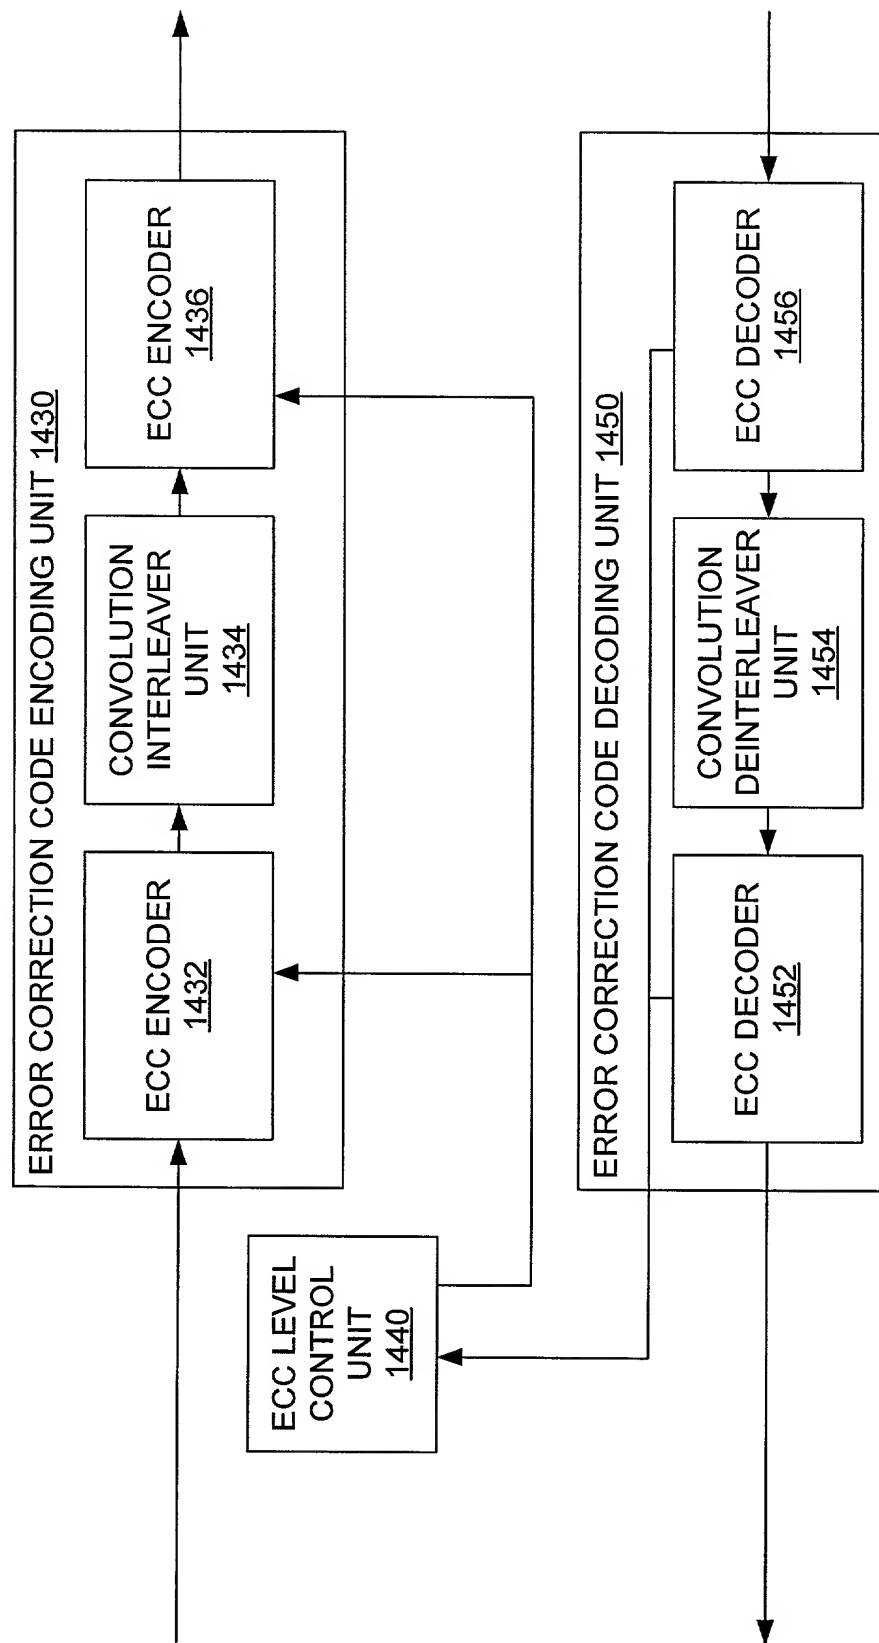 ERROR CORRECTION CODE ENCODING UNIT 1430
ECC ENCODER
1432
CONVOLUTION
INTERLEAVER
UNIT
1434
ECC ENCODER
1436
ECC LEVEL
CONTROL
UNIT
1440
ERROR CORRECTION CODE DECODING UNIT 1450
ECC DECODER
1452
CONVOLUTION
DEINTERLEAVER
UNIT
1454
ECC DECODER
1456